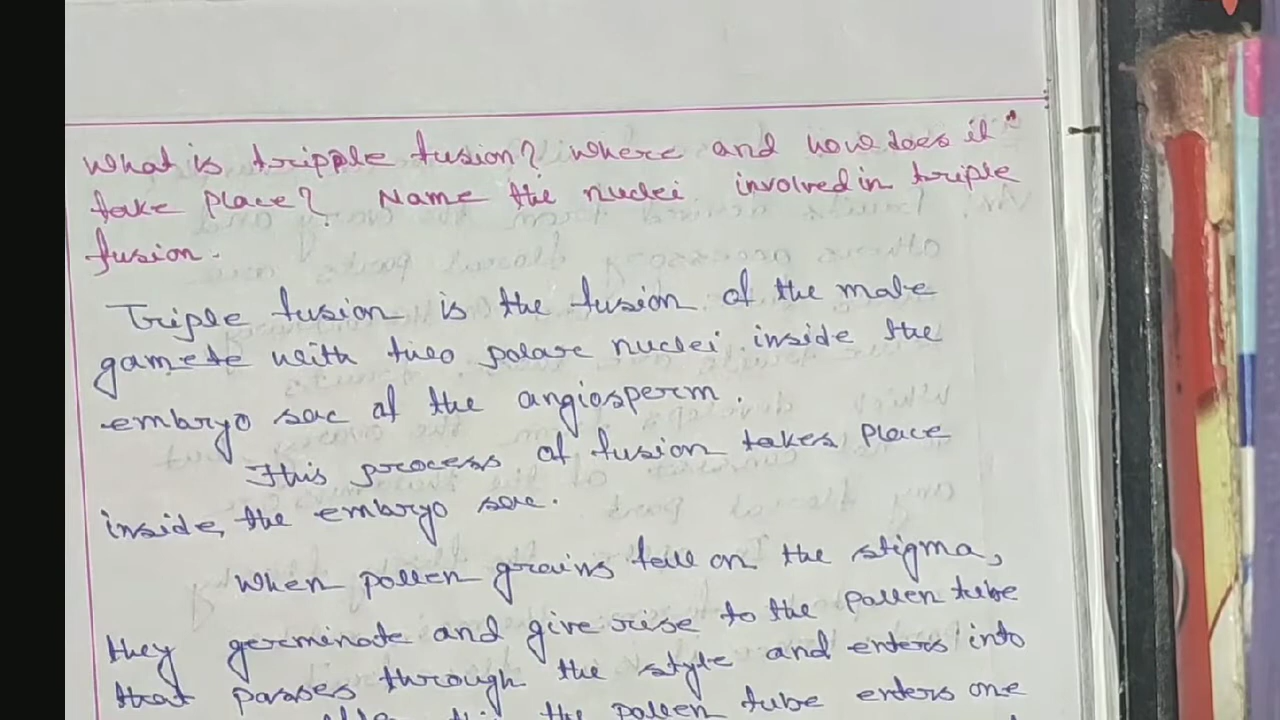 What is tripple fusion? where and how does it
take place? Name the nuclei involved in triple
fusion.
Triple fusion is the fusion of the male
gamete with two polar nuclei inside the
embryo sac of the angiosperm.
This process of fusion takes place
inside the embryo sac.
When pollen grains fall on the stigma,
they germinate and give rise to the pollen tube
that passes through the style and enters into
the pollen tube enters one